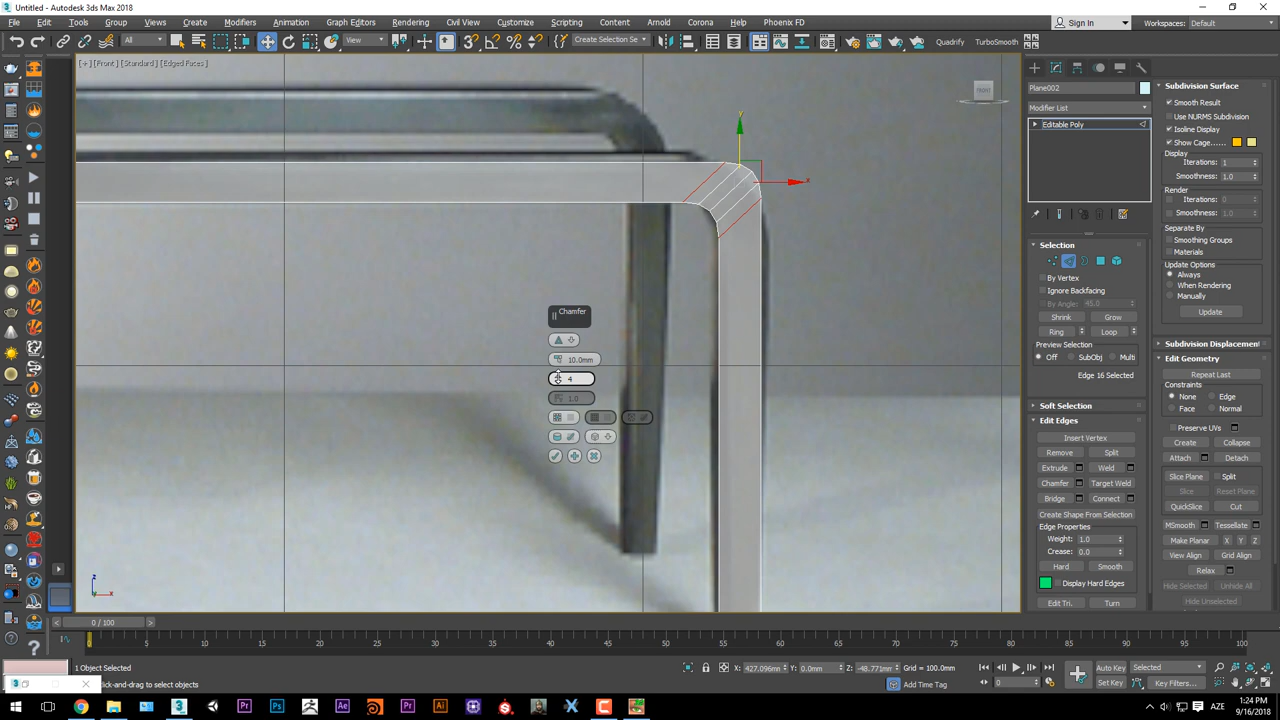 Untitled - Autodesk 3ds Max 2018
File Edit Tools Group Views Create Modifiers Animation Graph Editors Rendering Civil View Customize Scripting Content Arnold Corona Help Phoenix FD
Sign In
Workspaces: Default
All
View
Create Selection Se
Quadrify TurboSmooth
[+] [Front] [Standard] [Edged Faces]
FRONT
y
x
Chamfer
10.0mm
4
1.0
z
x
Plane002
Modifier List
Editable Poly
Selection
By Vertex
Ignore Backfacing
By Angle: 45.0
Shrink Grow
Ring Loop
Preview Selection
Off SubObj Multi
Edge 16 Selected
Soft Selection
Edit Edges
Insert Vertex
Remove Split
Extrude Weld
Chamfer Target Weld
Bridge Connect
Create Shape From Selection
Edge Properties
Weight: 1.0
Crease: 0.0
Hard Smooth
Display Hard Edges
Edit Tri. Turn
Subdivision Surface
Smooth Result
Use NURMS Subdivision
Isoline Display
Show Cage......
Display
Iterations: 1
Smoothness: 1.0
Render
Iterations: 0
Smoothness: 1.0
Separate By
Smoothing Groups
Materials
Update Options
Always
When Rendering
Manually
Update
Subdivision Displacement
Edit Geometry
Repeat Last
Constraints
None Edge
Face Normal
Preserve UVs
Create Collapse
Attach Detach
Slice Plane Split
Slice Reset Plane
QuickSlice Cut
MSmooth Tessellate
Make Planar X Y Z
View Align Grid Align
Relax
Hide Selected Unhide All
Hide Unselected
0 / 100
0 5 10 15 20 25 30 35 40 45 50 55 60 65 70 75 80 85 90 95 100
1 Object Selected
click-and-drag to select objects
X: 427.096mm Y: 0.0mm Z: -48.771mm Grid = 100.0mm
Add Time Tag
0
Auto Key Selected
Set Key Key Filters...
AZE
1:24 PM
9/16/2018